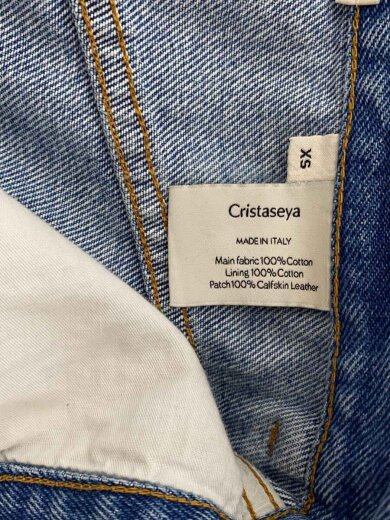 XS
Cristaseya
MADE IN ITALY
Main fabric 100% Cotton
Lining 100% Cotton
Patch 100% Calfskin Leather